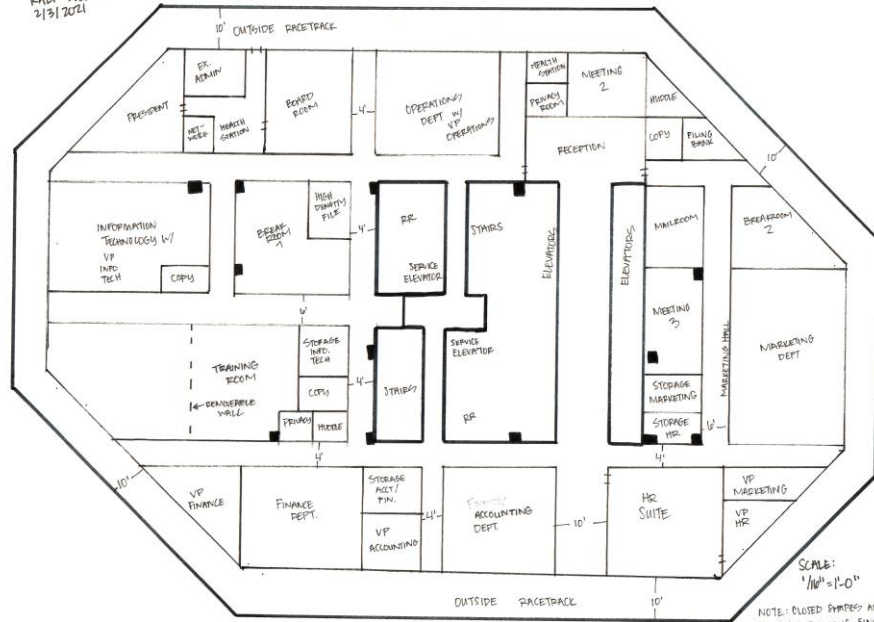 2/3/2021
10' OUTSIDE RACETRACK
PRESIDENT
EX.
ADMIN
NET-
WORK
HEALTH
STATION
BOARD
ROOM
4'
OPERATIONS
DEPT W/
VP
OPERATIONS
HEALTH
STATION
PRIVACY
ROOM
MEETING
2
HUDDLE
RECEPTION
COPY
FILING
BANK
10'
INFORMATION
TECHNOLOGY W/
VP
INFO
TECH
COPY
BREAK
ROOM
1
HIGH
DENSITY
FILE
4'
RR
SERVICE
ELEVATOR
STAIRS
ELEVATORS
ELEVATORS
MAILROOM
BREAKROOM
2
6'
MEETING
3
MARKETING HALL
MARKETING
DEPT
TRAINING
ROOM
REMOVEABLE
WALL
STORAGE
INFO.
TECH
COPY
PRIVACY
HUDDLE
4'
STAIRS
SERVICE
ELEVATOR
RR
STORAGE
MARKETING
STORAGE
HR
6'
10'
4'
4'
VP
FINANCE
FINANCE
DEPT.
STORAGE
ACCT/
FIN.
VP
ACCOUNTING
4'
ACCOUNTING
DEPT.
10'
HR
SUITE
VP
MARKETING
VP
HR
OUTSIDE RACETRACK
10'
SCALE:
1/16" = 1'-0"
NOTE: CLOSED SHAPES